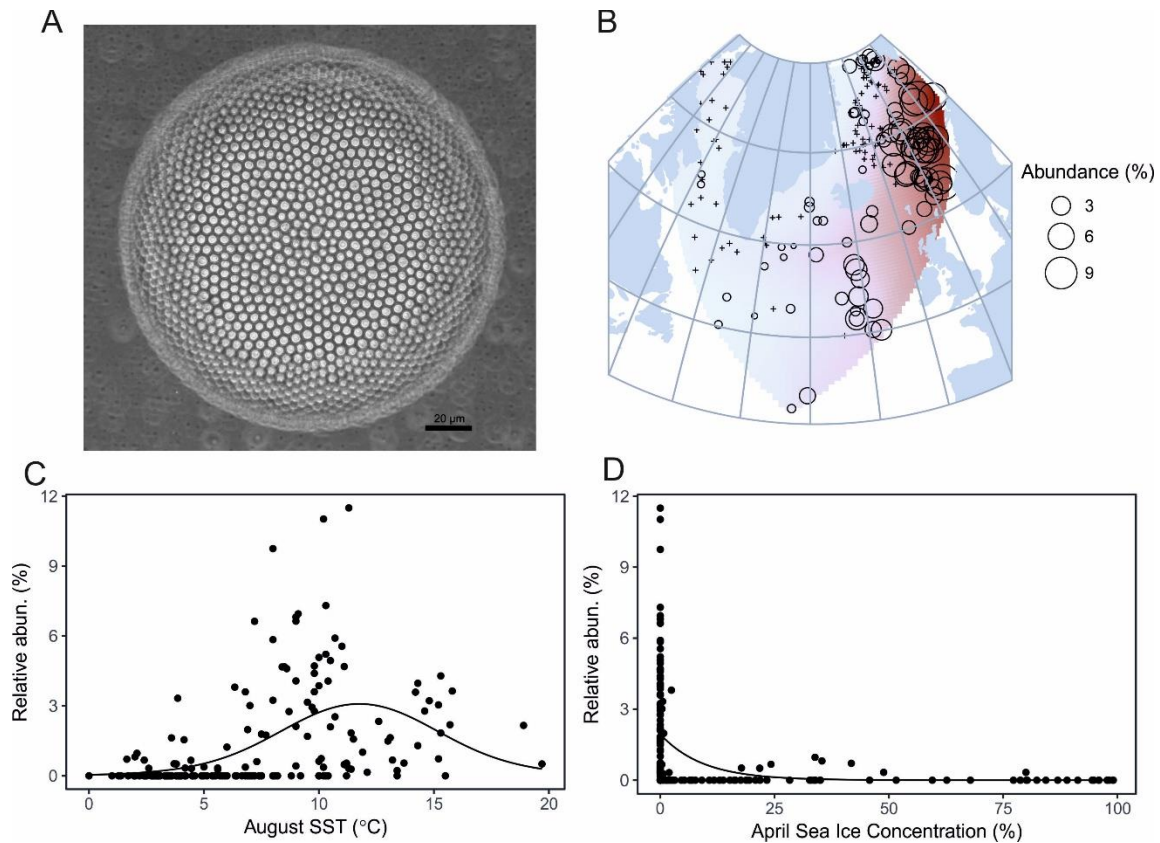 A
B
20 µm
Abundance (%)
3
6
9
C
D
12
9
6
3
0
Relative abun. (%)
0
5
10
15
20
August SST (°C)
12
9
6
3
0
Relative abun. (%)
0
25
50
75
100
April Sea Ice Concentration (%)